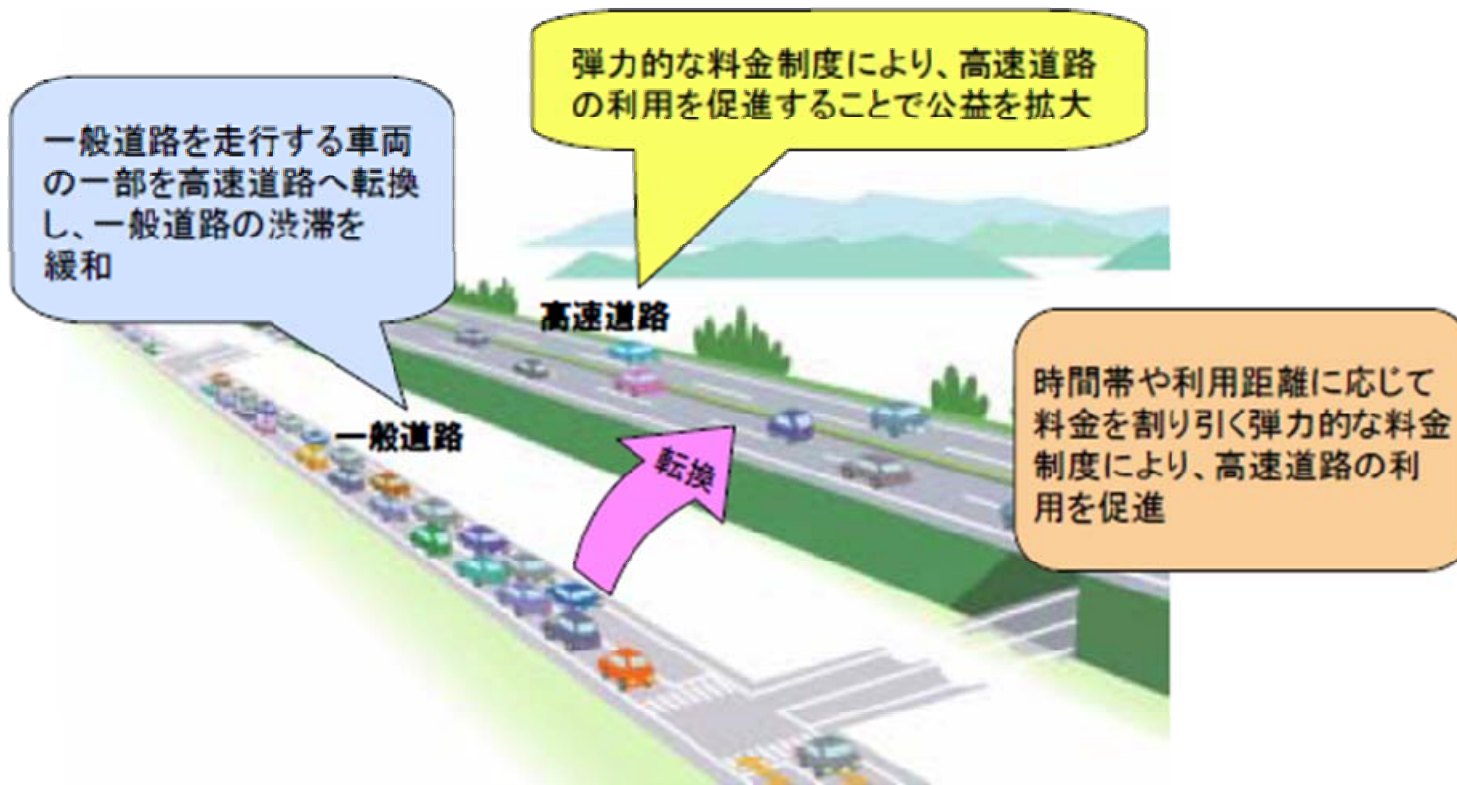 弾力的な料金制度により、高速道路
の利用を促進することで公益を拡大
一般道路を走行する車両
の一部を高速道路へ転換
し、一般道路の渋滞を
緩和
高速道路
一般道路
転換
時間帯や利用距離に応じて
料金を割り引く弾力的な料金
制度により、高速道路の利
用を促進